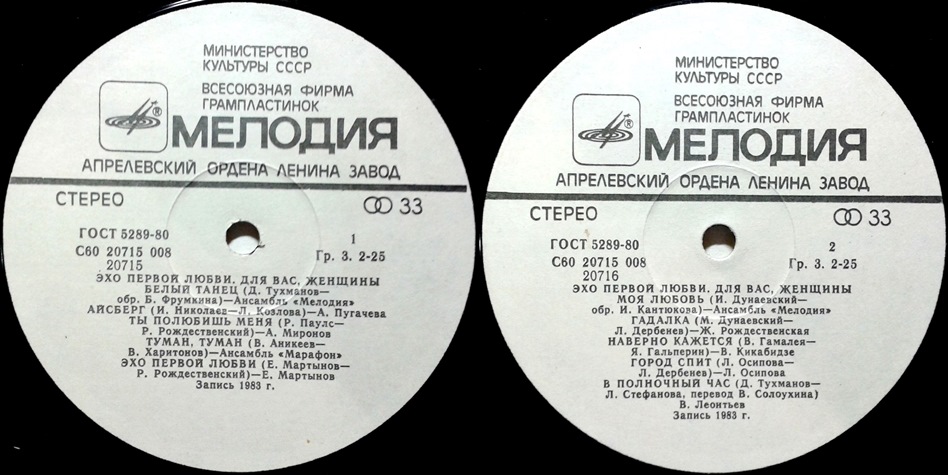 МИНИСТЕРСТВО
КУЛЬТУРЫ СССР
ВСЕСОЮЗНАЯ ФИРМА
ГРАМПЛАСТИНОК
®
МЕЛОДИЯ
АПРЕЛЕВСКИЙ ОРДЕНА ЛЕНИНА ЗАВОД
СТЕРЕО
33
ГОСТ 5289-80
1
С60 20715 008
Гр. 3. 2-25
20715
ЭХО ПЕРВОЙ ЛЮБВИ. ДЛЯ ВАС, ЖЕНЩИНЫ
БЕЛЫЙ ТАНЕЦ (Д. Тухманов—
обр. Б. Фрумкина)—Ансамбль «Мелодия»
АЙСБЕРГ (И. Николаев—Л. Козлова)—А. Пугачева
ТЫ ПОЛЮБИШЬ МЕНЯ (Р. Паулс—
Р. Рождественский)—А. Миронов
ТУМАН, ТУМАН (В. Аникеев—
В. Харитонов)—Ансамбль «Марафон»
ЭХО ПЕРВОЙ ЛЮБВИ (Е. Мартынов—
Р. Рождественский)—Е. Мартынов
Запись 1983 г.
МИНИСТЕРСТВО
КУЛЬТУРЫ СССР
ВСЕСОЮЗНАЯ ФИРМА
ГРАМПЛАСТИНОК
®
МЕЛОДИЯ
АПРЕЛЕВСКИЙ ОРДЕНА ЛЕНИНА ЗАВОД
СТЕРЕО
33
ГОСТ 5289-80
2
С60 20715 008
Гр. 3. 2-25
20716
ЭХО ПЕРВОЙ ЛЮБВИ. ДЛЯ ВАС, ЖЕНЩИНЫ
МОЯ ЛЮБОВЬ (И. Дунаевский—
обр. И. Кантюкова)—Ансамбль «Мелодия»
ГАДАЛКА (М. Дунаевский—
Л. Дербенев)—Ж. Рождественская
НАВЕРНО КАЖЕТСЯ (В. Гамалея—
Я. Гальперин)—В. Кикабидзе
ГОРОД СПИТ (Л. Осипова—
Л. Дербенев)—Л. Осипова
В ПОЛНОЧНЫЙ ЧАС (Д. Тухманов—
Л. Стефанова, перевод В. Солоухина)—
В. Леонтьев
Запись 1983 г.